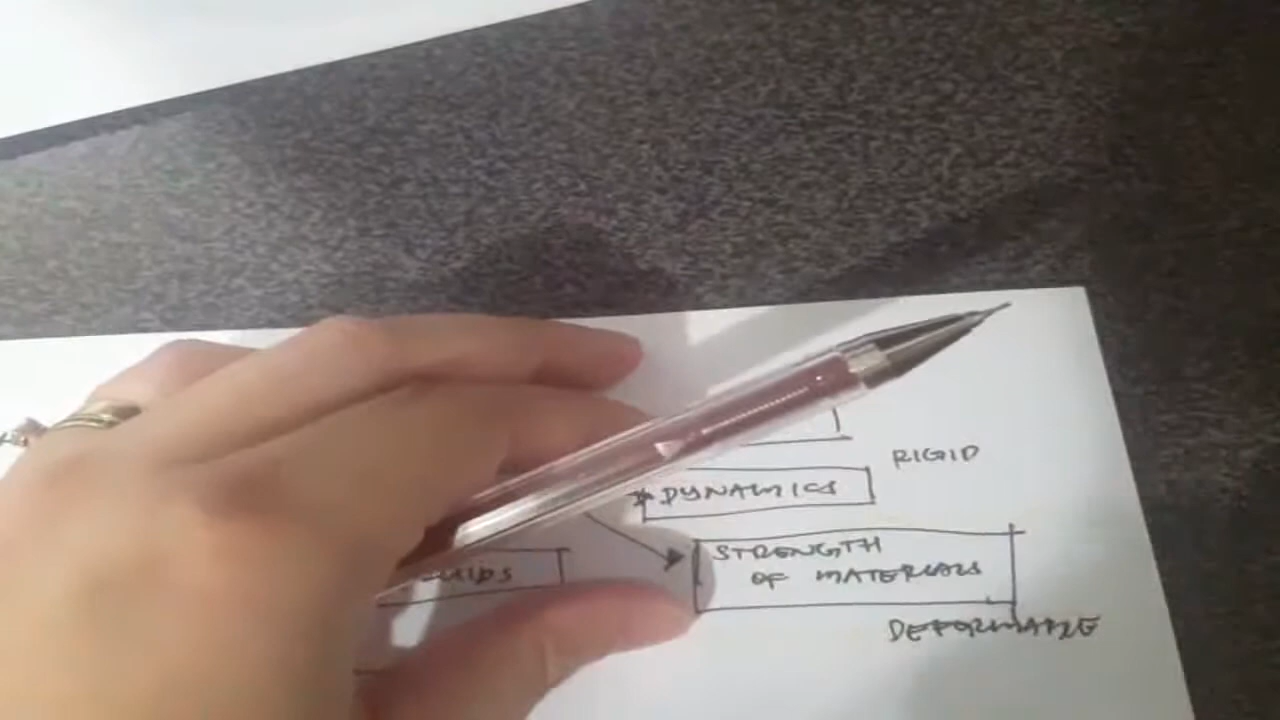 RIGID
DYNAMICS
STRENGTH
OF MATERIALS
DEFORMABLE